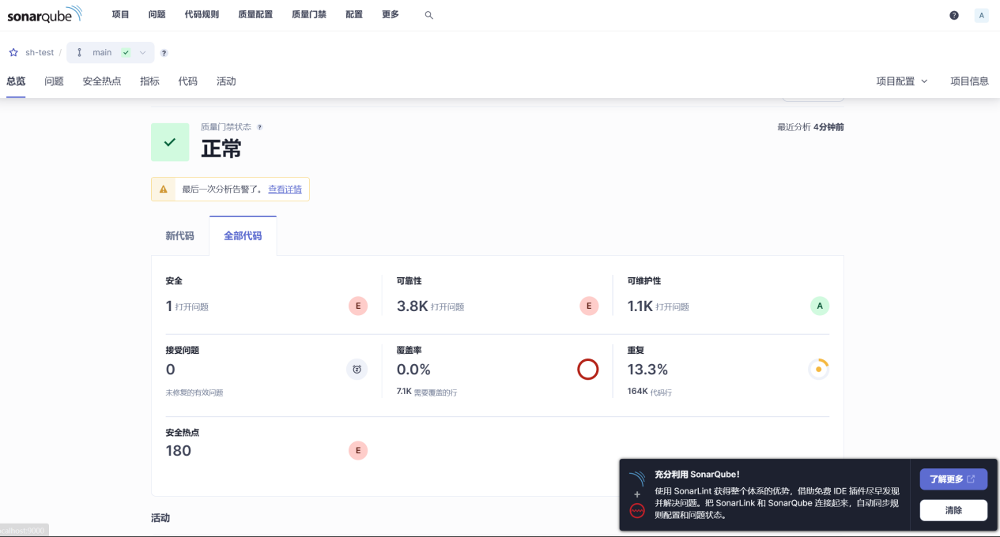 sonarqube 项目 问题 代码规则 质量配置 质量门禁 配置 更多 ? A
sh-test / main ?
总览 问题 安全热点 指标 代码 活动 项目配置 项目信息
质量门禁状态 ? 最近分析 4分钟前
正常
最后一次分析告警了。 查看详情
新代码 全部代码
安全 可靠性 可维护性
1 打开问题 E 3.8K 打开问题 E 1.1K 打开问题 A
接受问题 覆盖率 重复
0 0.0% 13.3%
未修复的有效问题 7.1K 需要覆盖的行 164K 代码行
安全热点
180 E
充分利用 SonarQube!
使用 SonarLint 获得整个体系的优势，借助免费 IDE 插件尽早发现
并解决问题。把 SonarLink 和 SonarQube 连接起来，自动同步规
则配置和问题状态。
了解更多
清除
活动
calhost:9000